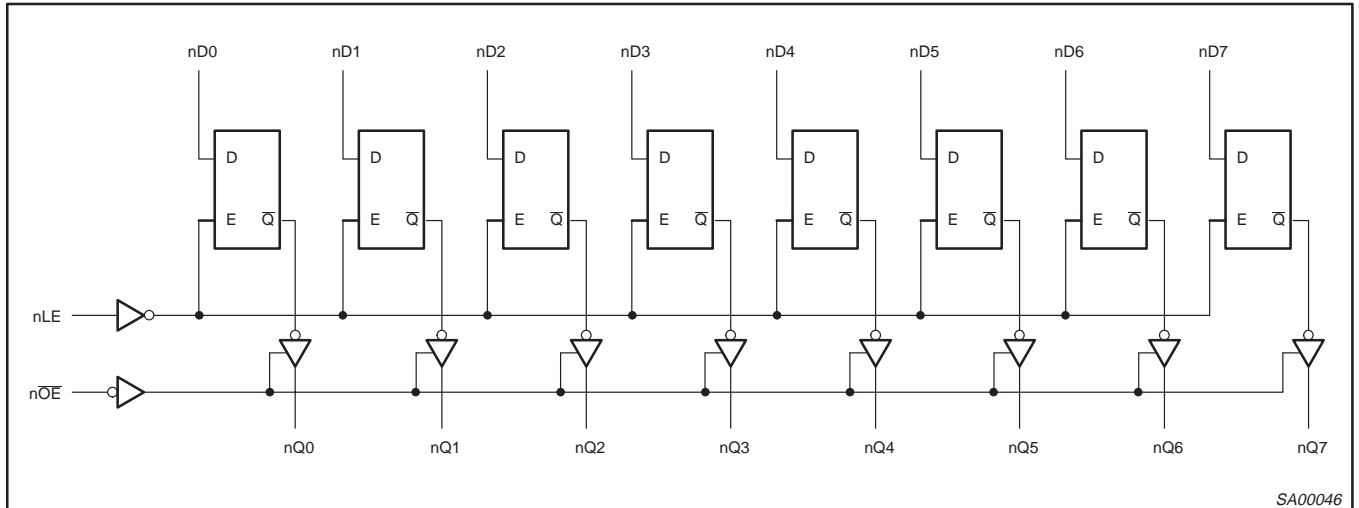 nD0 nD1 nD2 nD3 nD4 nD5 nD6 nD7
D D D D D D D D
E Q̅ E Q̅ E Q̅ E Q̅ E Q̅ E Q̅ E Q̅ E Q̅
nLE
nO̅E̅
nQ0 nQ1 nQ2 nQ3 nQ4 nQ5 nQ6 nQ7
SA00046